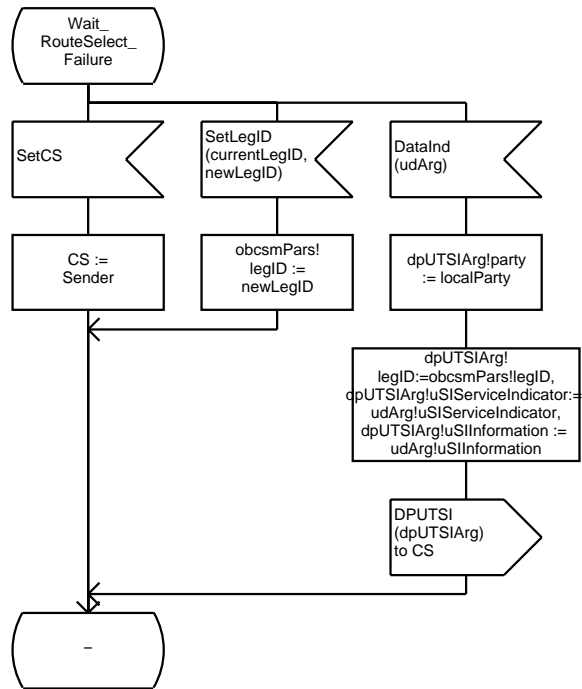 Wait_
RouteSelect_
Failure
SetCS
SetLegID
(currentLegID,
newLegID)
DataInd
(udArg)
CS :=
Sender
obcsmPars!
legID :=
newLegID
dpUTSIArg!party
:= localParty
dpUTSIArg!
legID:=obcsmPars!legID,
dpUTSIArg!uSIServiceIndicator:=
udArg!uSIServiceIndicator,
dpUTSIArg!uSIInformation :=
udArg!uSIInformation
DPUTSI
(dpUTSIArg)
to CS
–